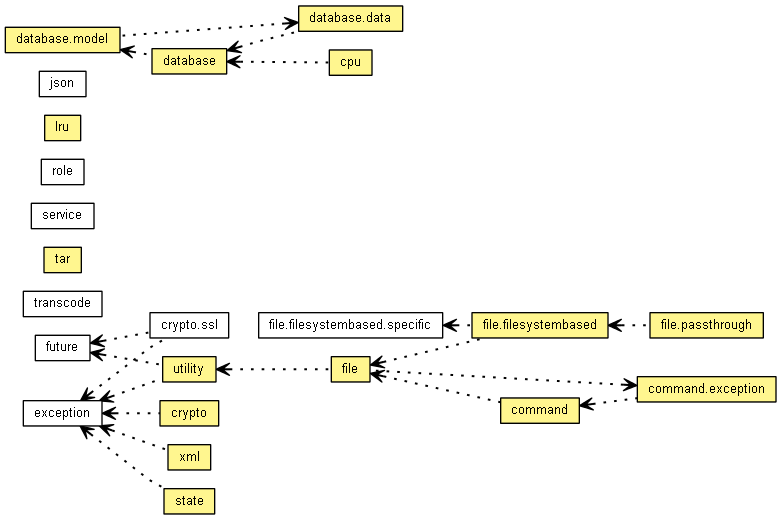 database.data
database.model
database
cpu
json
lru
role
service
tar
transcode
crypto.ssl
file.filesystembased.specific
file.filesystembased
file.passthrough
future
utility
file
command.exception
exception
crypto
command
xml
state